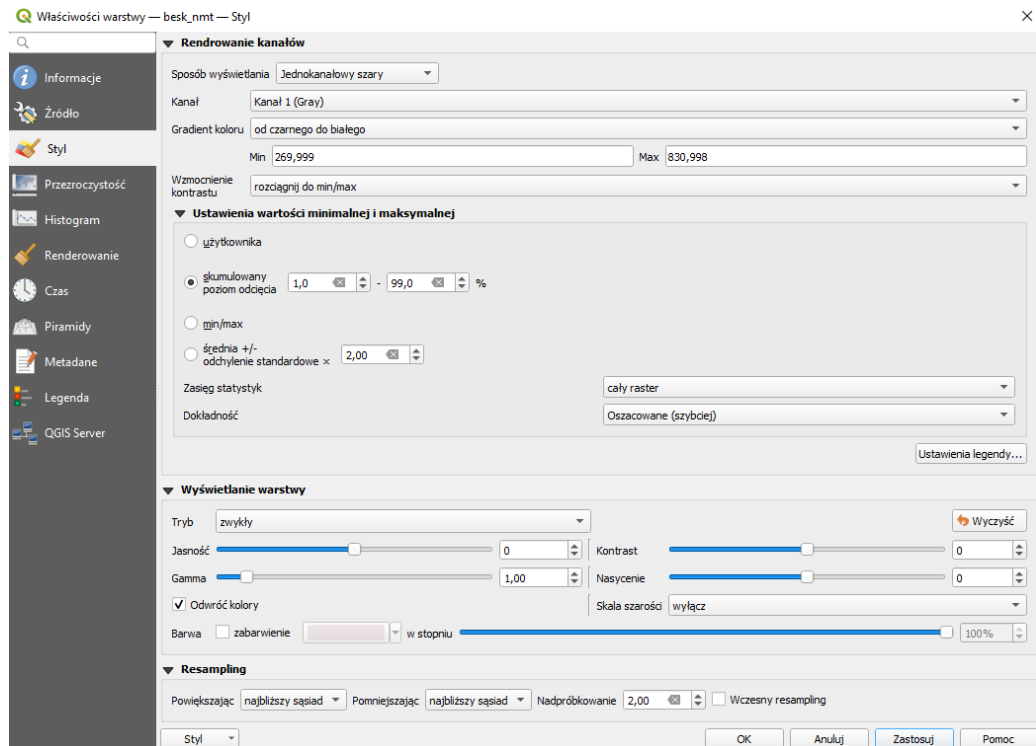 Właściwości warstwy — besk_nmt — Styl
Informacje
Źródło
Styl
Przezroczystość
Histogram
Renderowanie
Czas
Piramidy
Metadane
Legenda
QGIS Server
Rendrowanie kanałów
Sposób wyświetlania Jednokanałowy szary
Kanał Kanał 1 (Gray)
Gradient koloru od czarnego do białego
Min 269,999 Max 830,998
Wzmocnienie
kontrastu rozciągnij do min/max
Ustawienia wartości minimalnej i maksymalnej
użytkownika
skumulowany
poziom odcięcia 1,0 - 99,0 %
min/max
średnia +/-
odchylenie standardowe × 2,00
Zasięg statystyk cały raster
Dokładność Oszacowane (szybciej)
Ustawienia legendy...
Wyświetlanie warstwy
Tryb zwykły Wyczyść
Jasność 0 Kontrast 0
Gamma 1,00 Nasycenie 0
Odwróć kolory Skala szarości wyłącz
Barwa zabarwienie w stopniu 100%
Resampling
Powiększając najbliższy sąsiad Pomniejszając najbliższy sąsiad Nadpróbkowanie 2,00 Wczesny resampling
Styl OK Anuluj Zastosuj Pomoc